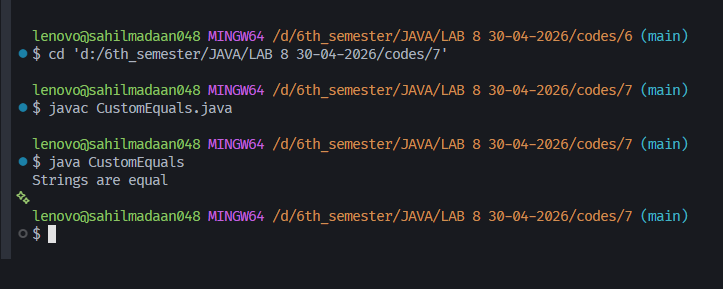 lenovo@sahilmadaan048 MINGW64 /d/6th_semester/JAVA/LAB 8 30-04-2026/codes/6 (main)
$ cd 'd:/6th_semester/JAVA/LAB 8 30-04-2026/codes/7'
lenovo@sahilmadaan048 MINGW64 /d/6th_semester/JAVA/LAB 8 30-04-2026/codes/7 (main)
$ javac CustomEquals.java
lenovo@sahilmadaan048 MINGW64 /d/6th_semester/JAVA/LAB 8 30-04-2026/codes/7 (main)
$ java CustomEquals
Strings are equal
lenovo@sahilmadaan048 MINGW64 /d/6th_semester/JAVA/LAB 8 30-04-2026/codes/7 (main)
$